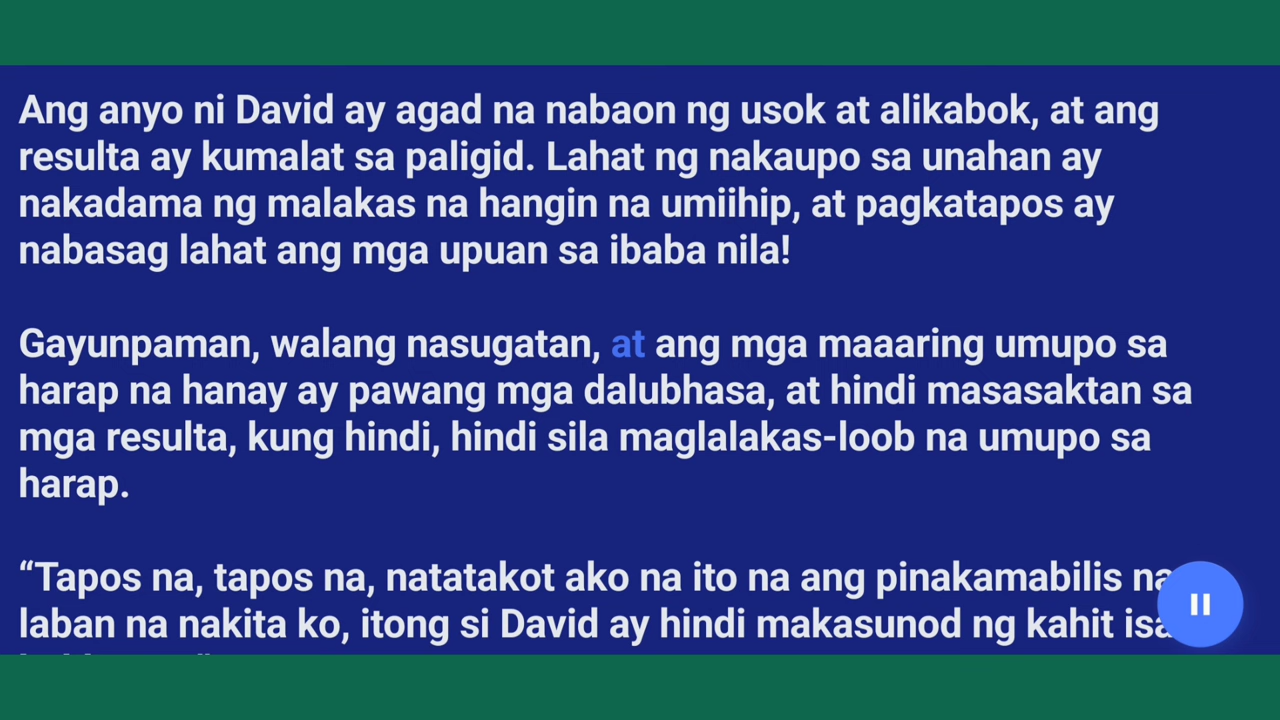 Ang anyo ni David ay agad na nabaon ng usok at alikabok, at ang
resulta ay kumalat sa paligid. Lahat ng nakaupo sa unahan ay
nakadama ng malakas na hangin na umiihip, at pagkatapos ay
nabasag lahat ang mga upuan sa ibaba nila!
Gayunpaman, walang nasugatan, at ang mga maaaring umupo sa
harap na hanay ay pawang mga dalubhasa, at hindi masasaktan sa
mga resulta, kung hindi, hindi sila maglalakas-loob na umupo sa
harap.
“Tapos na, tapos na, natatakot ako na ito na ang pinakamabilis na
laban na nakita ko, itong si David ay hindi makasunod ng kahit isa